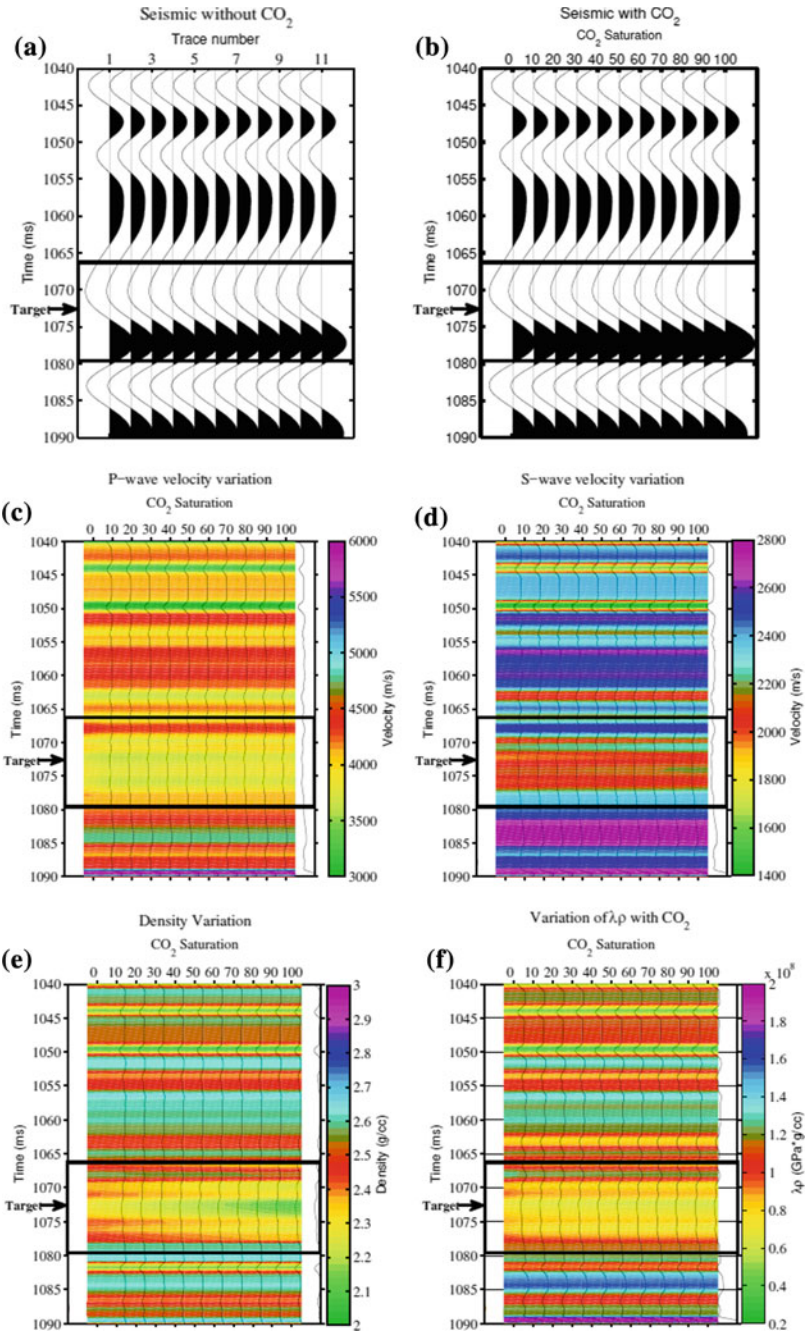 Seismic without CO2
(a)
Trace number
1 3 5 7 9 11
1040
1045
1050
1055
1060
1065
1070
1075
1080
1085
1090
Time (ms)
Target
Seismic with CO2
(b)
CO2 Saturation
0 10 20 30 40 50 60 70 80 90 100
1040
1045
1050
1055
1060
1065
1070
1075
1080
1085
1090
Time (ms)
Target
P-wave velocity variation
(c)
CO2 Saturation
0 10 20 30 40 50 60 70 80 90 100
1040
1045
1050
1055
1060
1065
1070
1075
1080
1085
1090
Time (ms)
Target
6000
5000
4500
4000
3000
Velocity (m/s)
S-wave velocity variation
(d)
CO2 Saturation
0 10 20 30 40 50 60 70 80 90 100
1040
1045
1050
1055
1060
1065
1070
1075
1080
1085
1090
Time (ms)
Target
2800
2600
2400
2200
2000
1800
1600
1400
Velocity (m/s)
Density Variation
(e)
CO2 Saturation
0 10 20 30 40 50 60 70 80 90 100
1040
1045
1050
1055
1060
1065
1070
1075
1080
1085
1090
Time (ms)
Target
3
2.9
2.8
2.7
2.6
2.5
2.4
2.3
2.2
2.1
2
Density (g/cc)
Variation of λρ with CO2
(f)
CO2 Saturation
0 10 20 30 40 50 60 70 80 90 100
1040
1045
1050
1055
1060
1065
1070
1075
1080
1085
1090
Time (ms)
Target
x 10^8
2
1.8
1.6
1.4
1.2
1
0.8
0.6
0.4
0.2
λρ (GPa*g/cc)